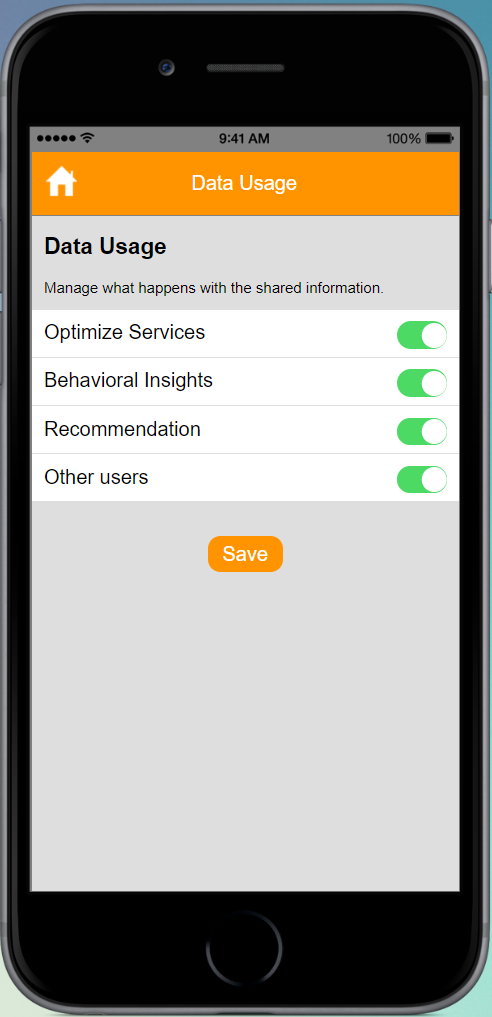 9:41 AM 100%
Data Usage
Data Usage
Manage what happens with the shared information.
Optimize Services
Behavioral Insights
Recommendation
Other users
Save